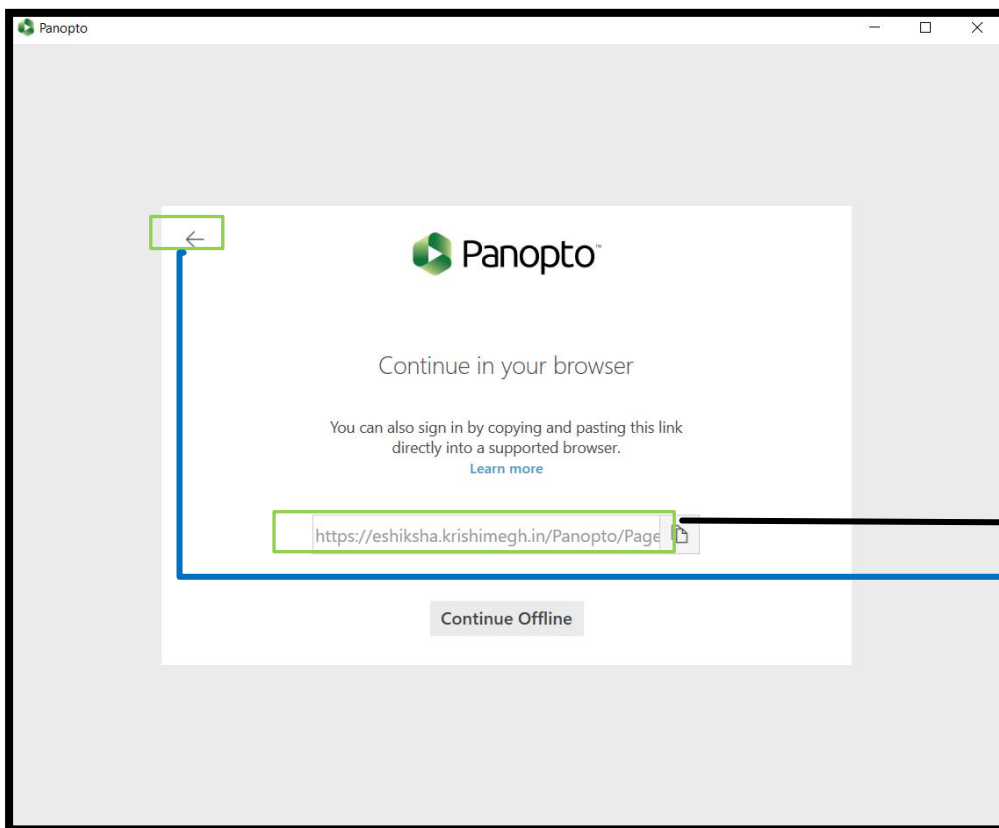 Panopto
Panopto™
Continue in your browser
You can also sign in by copying and pasting this link
directly into a supported browser.
Learn more
https://eshiksha.krishimegh.in/Panopto/Page
Continue Offline